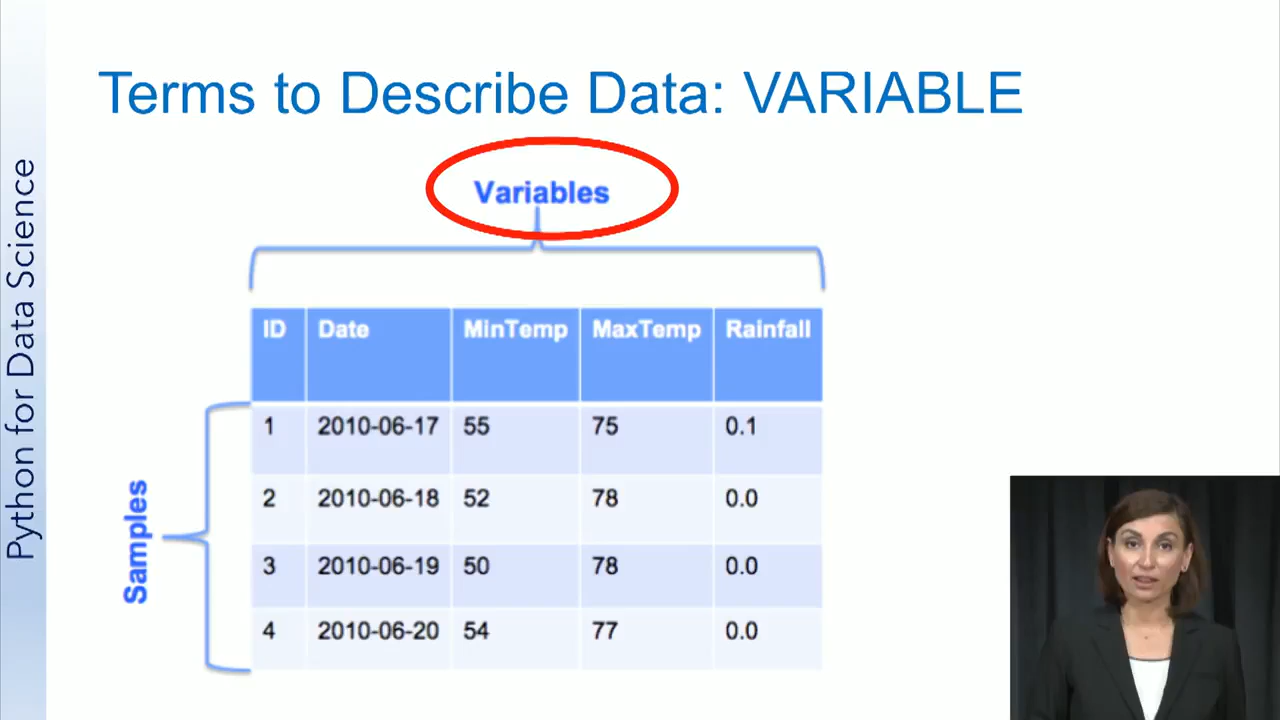 Terms to Describe Data: VARIABLE
Variables
ID Date MinTemp MaxTemp Rainfall
1 2010-06-17 55 75 0.1
2 2010-06-18 52 78 0.0
3 2010-06-19 50 78 0.0
4 2010-06-20 54 77 0.0
Samples
Python for Data Science